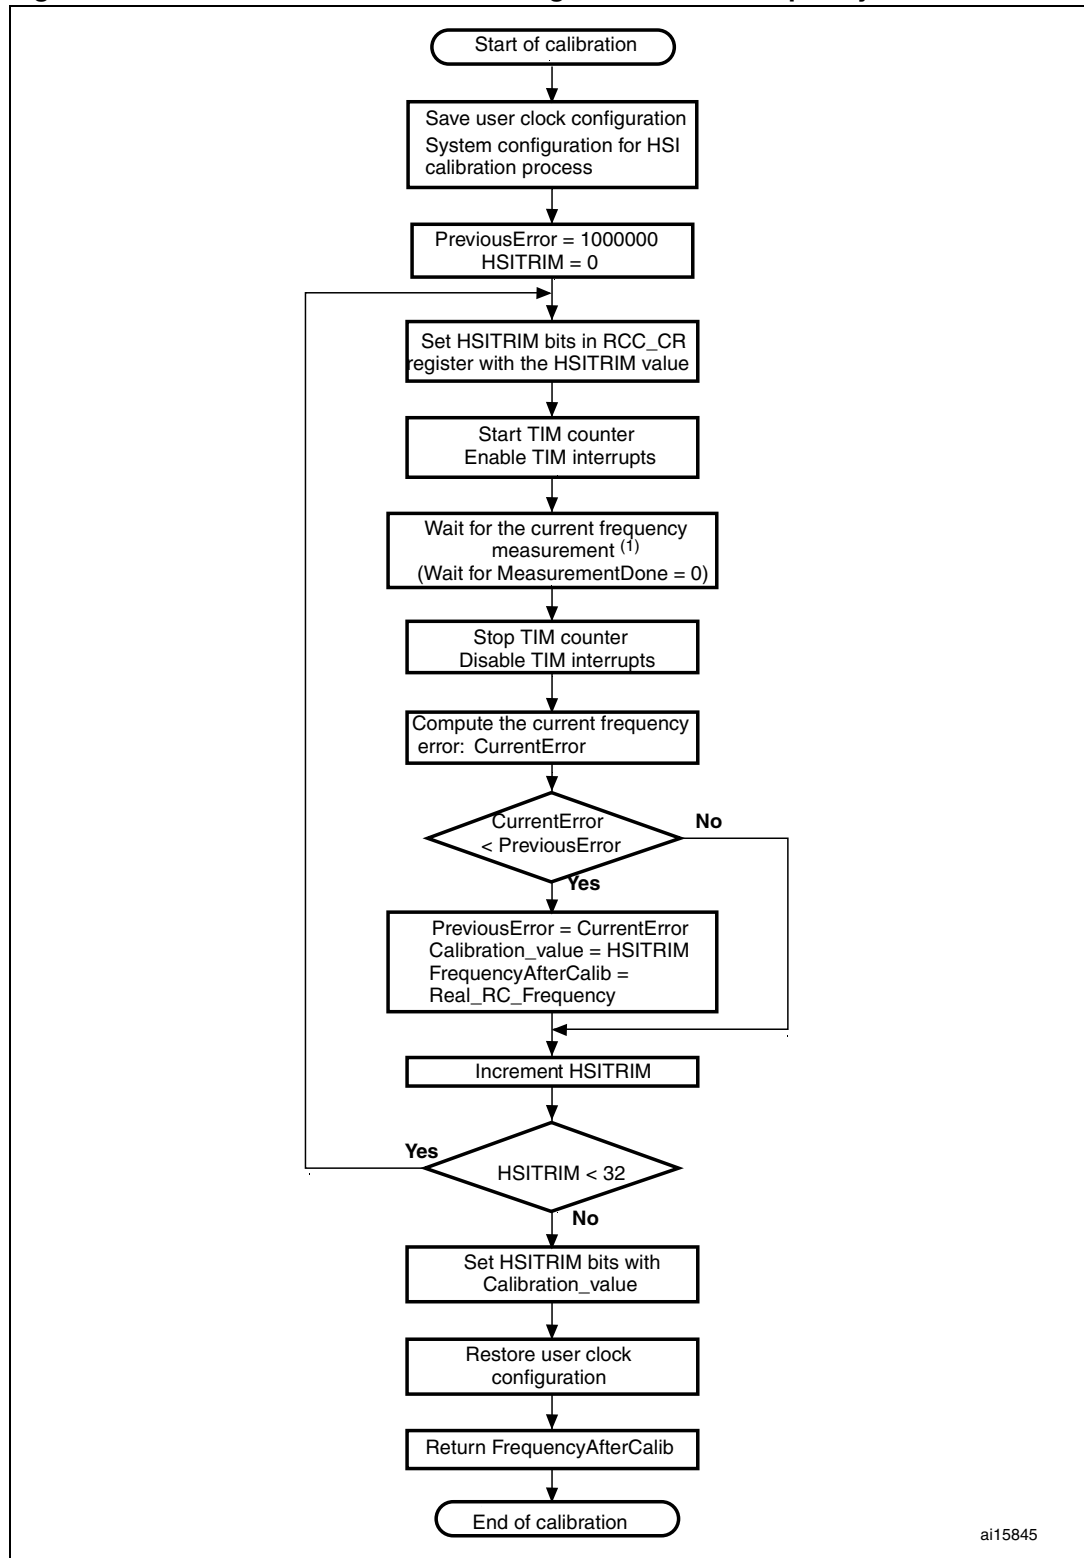 Start of calibration
Save user clock configuration
System configuration for HSI
calibration process
PreviousError = 1000000
HSITRIM = 0
Set HSITRIM bits in RCC_CR
register with the HSITRIM value
Start TIM counter
Enable TIM interrupts
Wait for the current frequency
measurement (1)
(Wait for MeasurementDone = 0)
Stop TIM counter
Disable TIM interrupts
Compute the current frequency
error: CurrentError
CurrentError
< PreviousError
No
Yes
PreviousError = CurrentError
Calibration_value = HSITRIM
FrequencyAfterCalib =
Real_RC_Frequency
Increment HSITRIM
Yes
HSITRIM < 32
No
Set HSITRIM bits with
Calibration_value
Restore user clock
configuration
Return FrequencyAfterCalib
End of calibration
ai15845